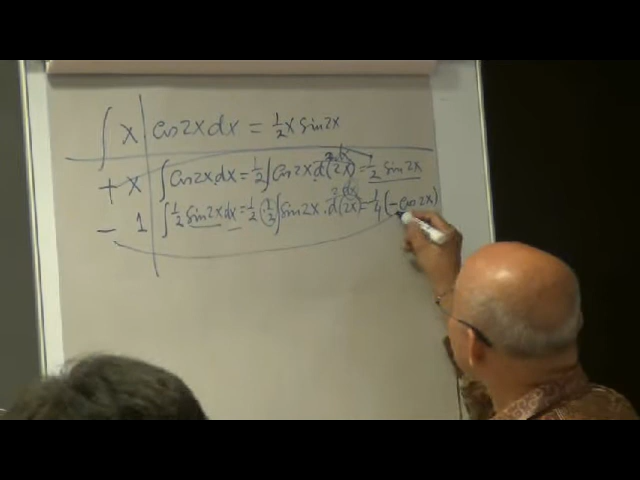 ∫ x | cos2x dx = 1/2 x sin2x
+ x | ∫ cos2x dx = 1/2 ∫ cos2x d(2x) = 1/2 sin2x
2dx
− 1 | ∫ 1/2 sin2x dx = 1/2 · 1/2 ∫ sin2x · d(2x) = 1/4 (−cos2x)